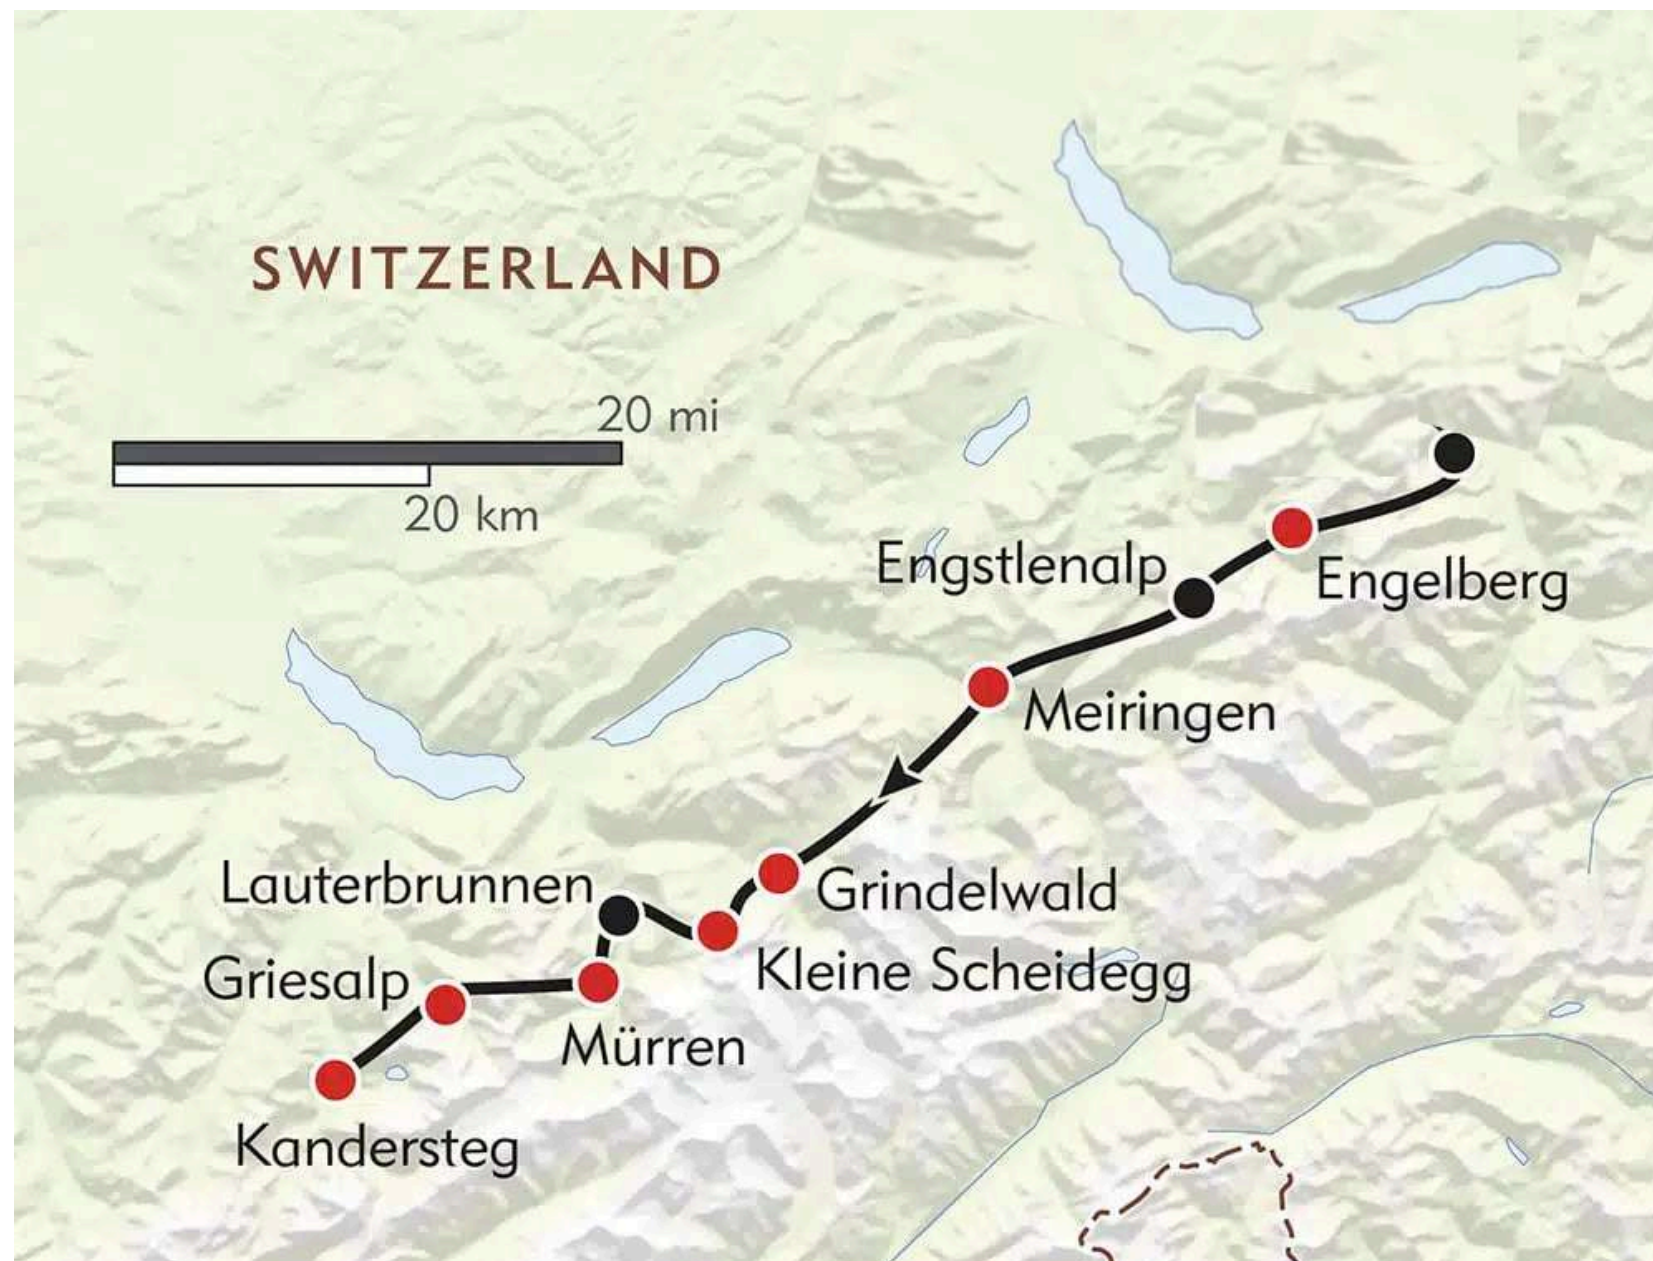 SWITZERLAND
20 mi
20 km
Engstlenalp
Engelberg
Meiringen
Lauterbrunnen
Grindelwald
Griesalp
Kleine Scheidegg
Mürren
Kandersteg